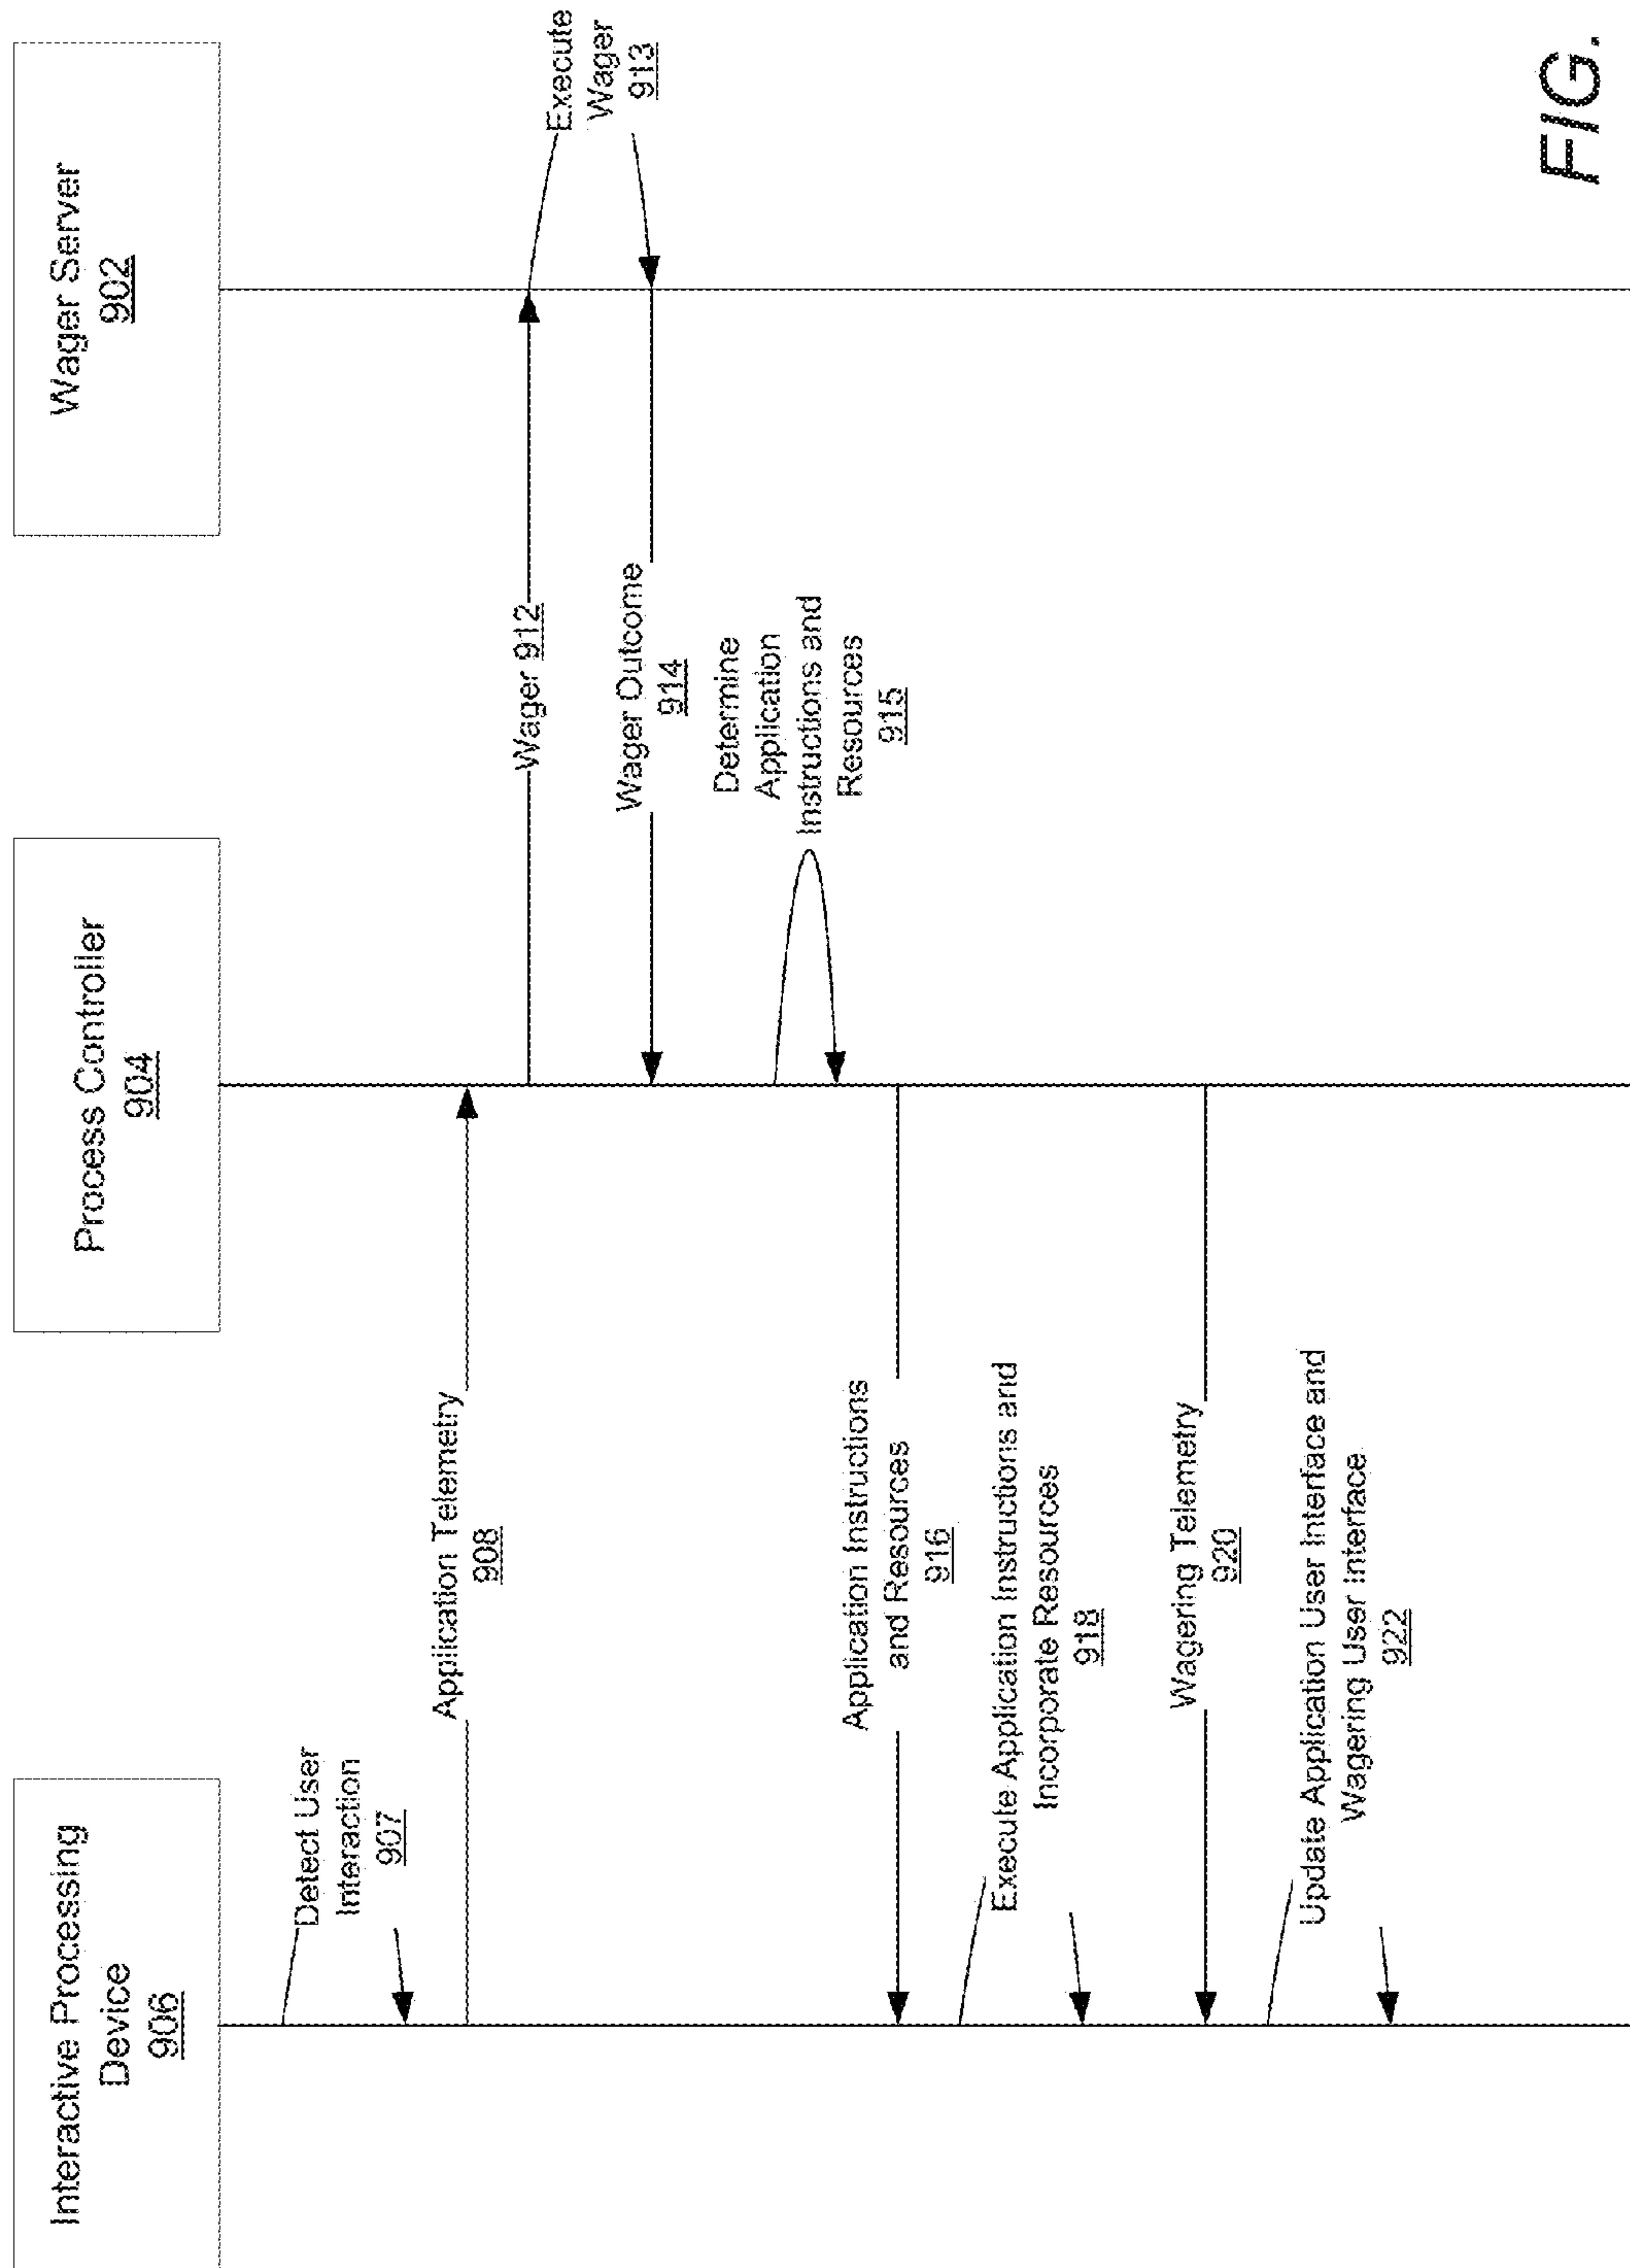 Interactive Processing
Device
906
Process Controller
904
Wager Server
902
Detect User
Interaction
907
Application Telemetry
908
Wager 912
Execute
Wager
913
Wager Outcome
914
Determine
Application
Instructions and
Resources
915
Application Instructions
and Resources
916
Execute Application Instructions and
Incorporate Resources
918
Wagering Telemetry
920
Update Application User Interface and
Wagering User Interface
922
FIG.